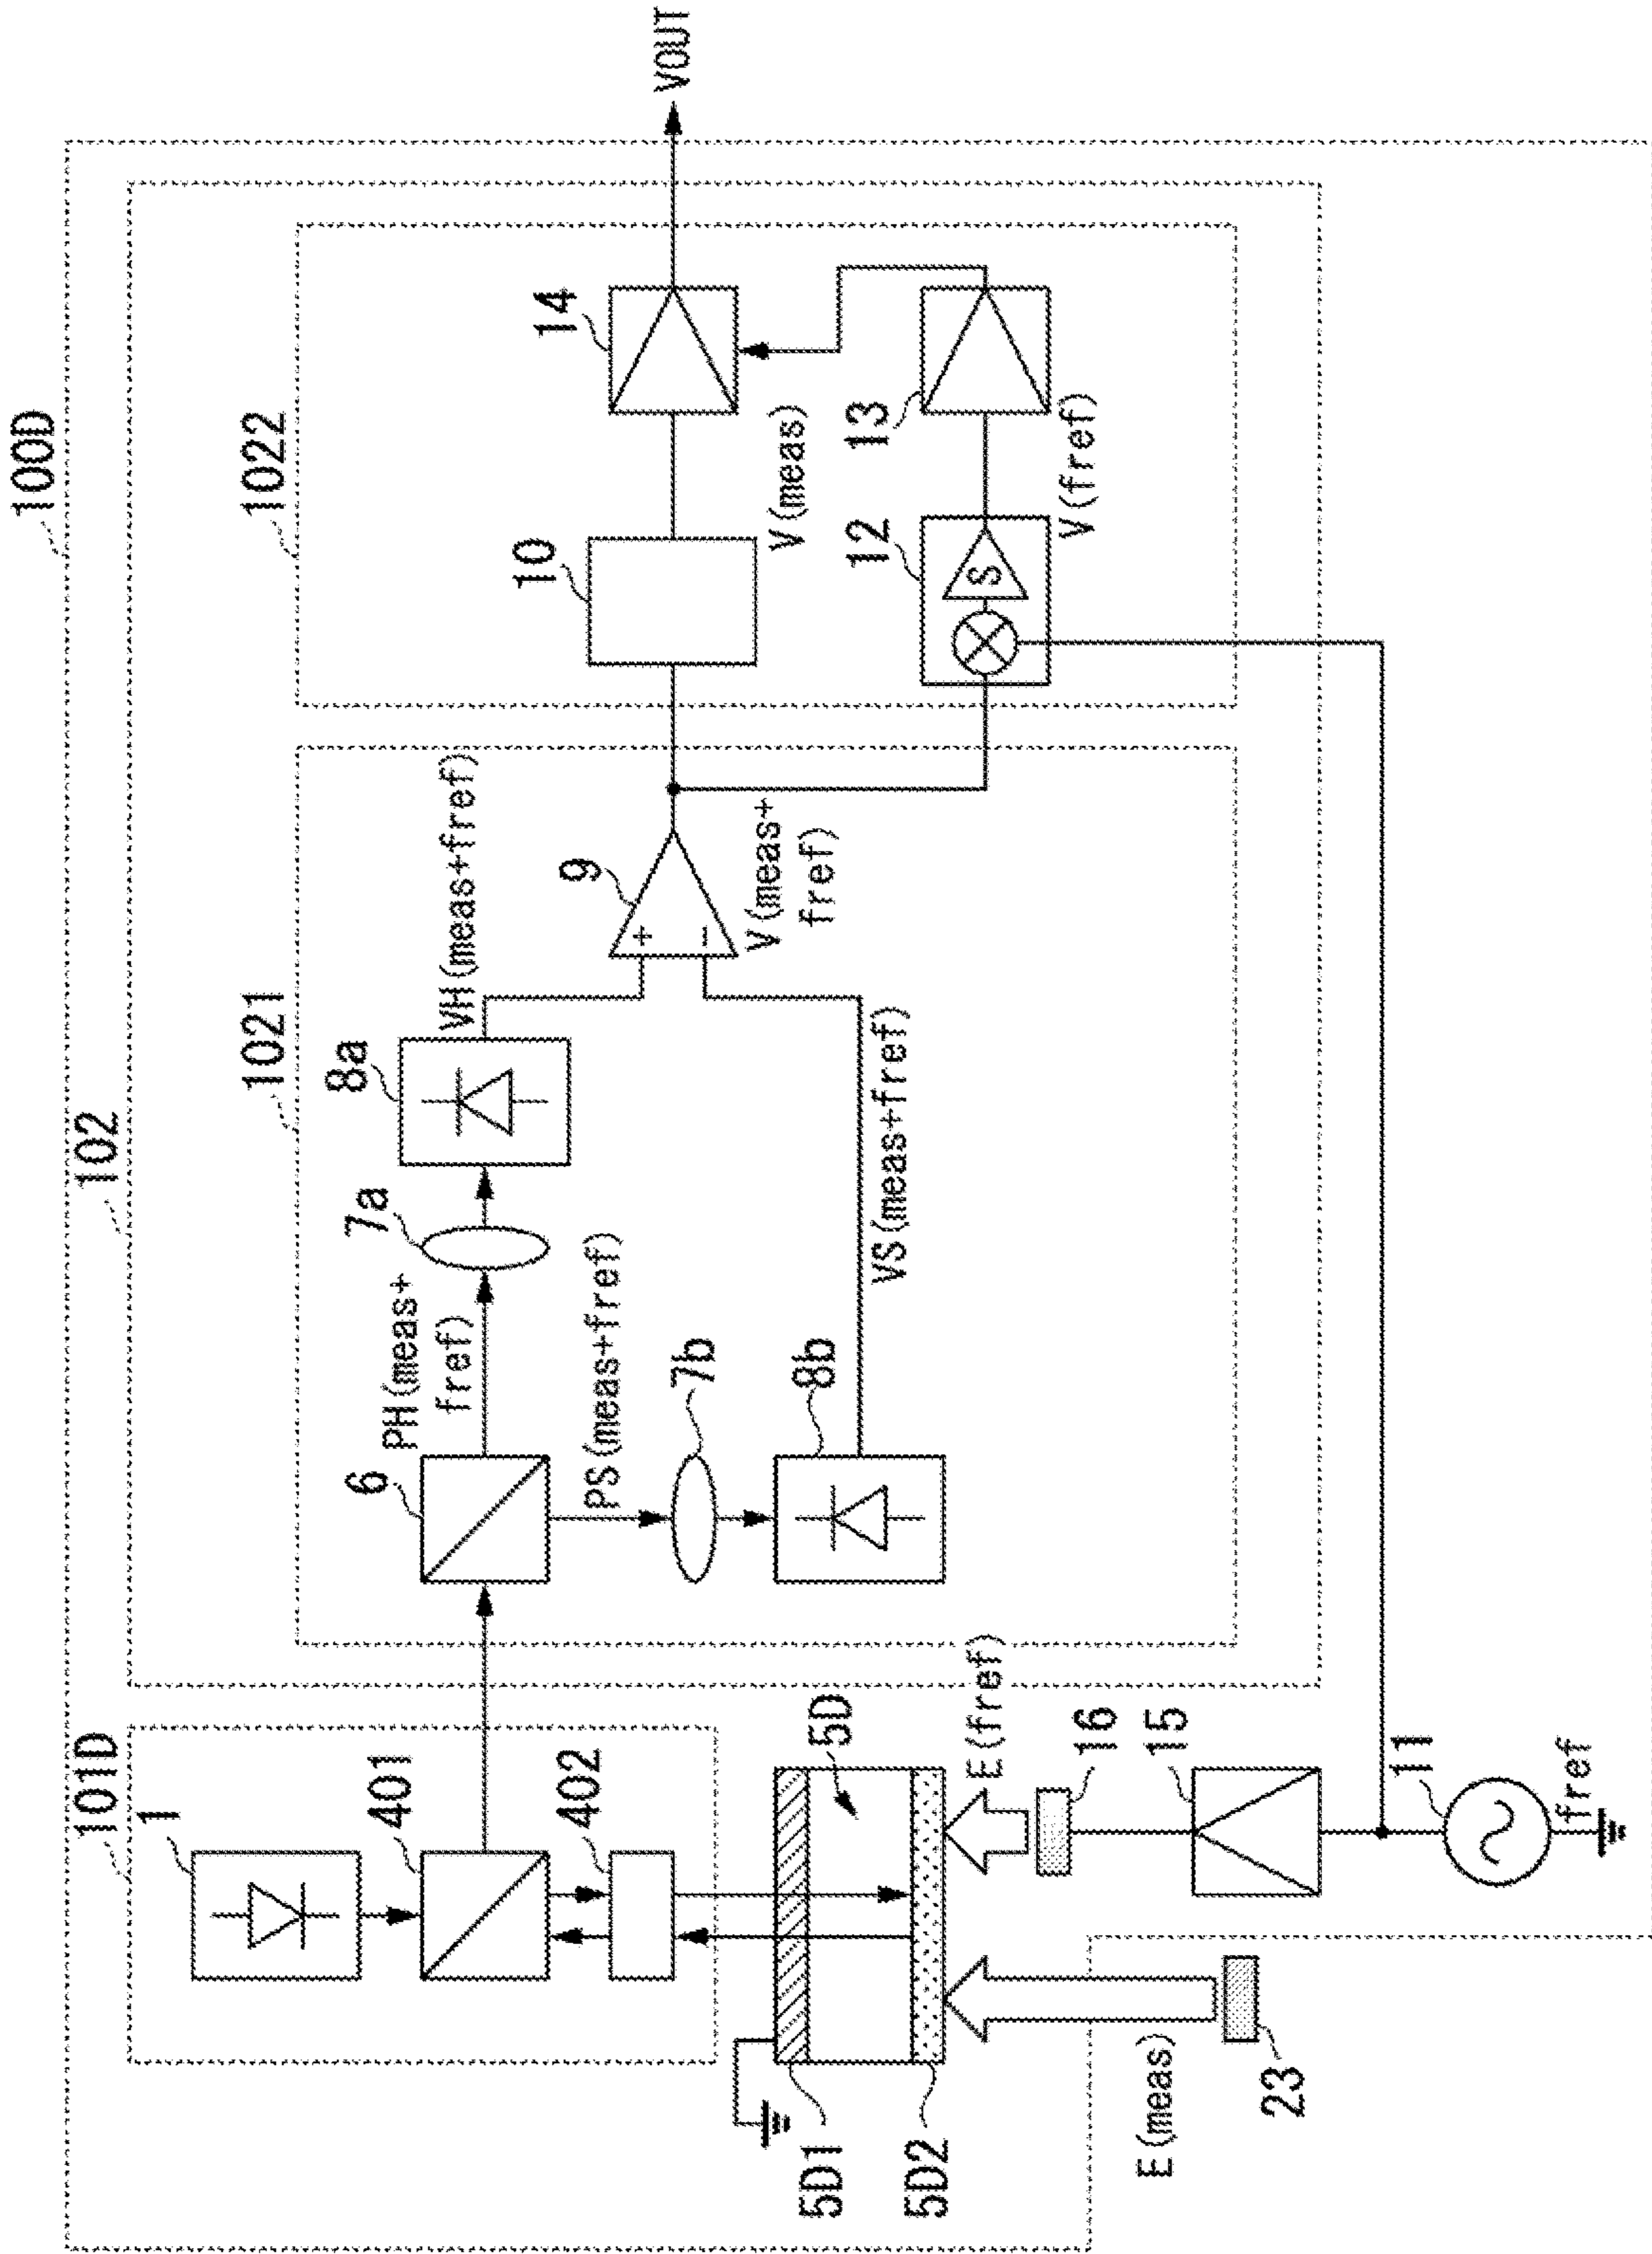 100D
102
1022
1021
101D
1
401
402
6
PH(meas+
fref)
7a
8a
VH(meas+fref)
PS(meas+fref)
7b
8b
VS(meas+fref)
9
+
-
V(meas+
fref)
10
14
VOUT
V(meas)
12
S
13
V(fref)
5D
5D1
5D2
E(fref)
16
15
11
fref
E(meas)
23